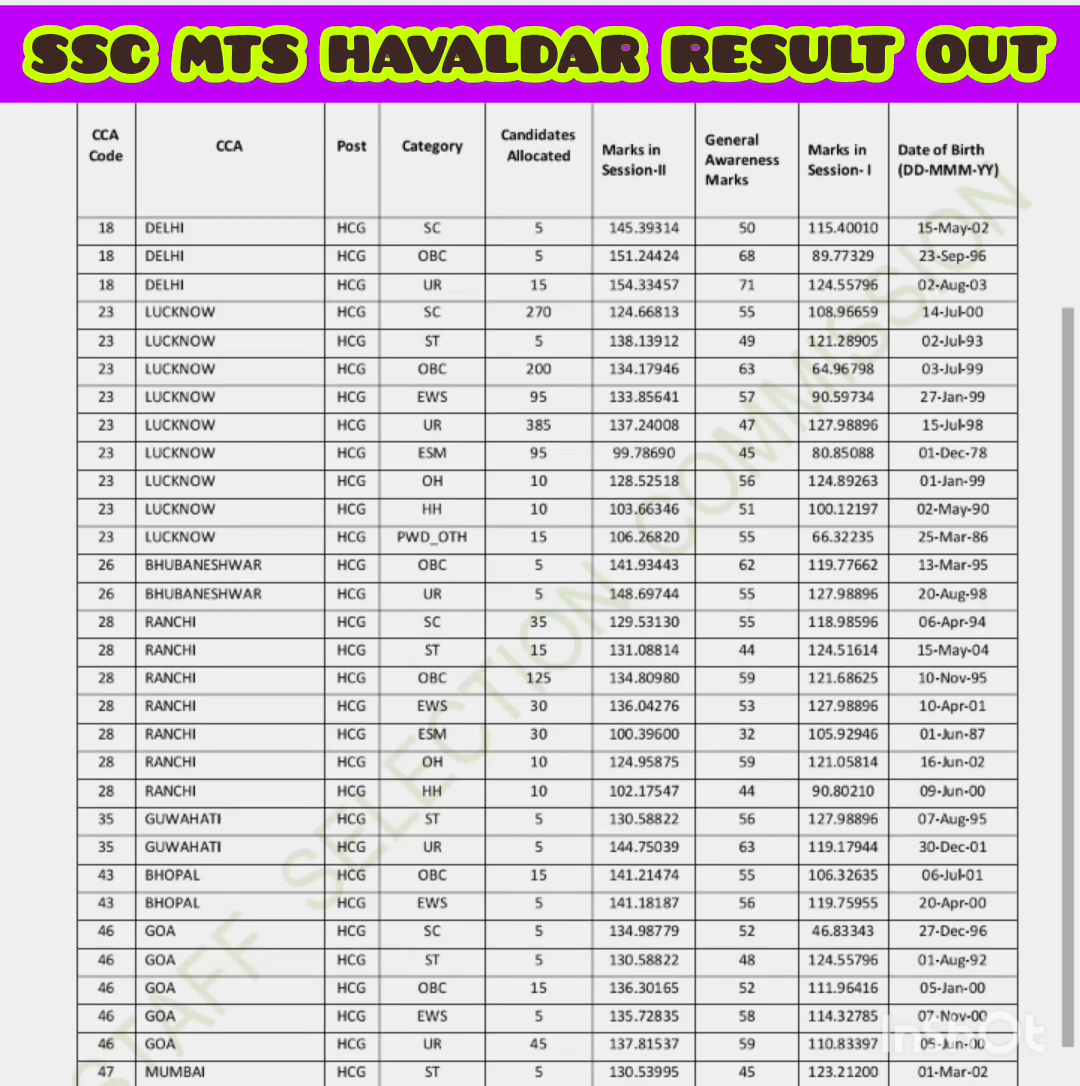 SSC MTS HAVALDAR RESULT OUT
CCA Code CCA Post Category Candidates Allocated Marks in Session-II General Awareness Marks Marks in Session- I Date of Birth (DD-MMM-YY)
18 DELHI HCG SC 5 145.39314 50 115.40010 15-May-02
18 DELHI HCG OBC 5 151.24424 68 89.77329 23-Sep-96
18 DELHI HCG UR 15 154.33457 71 124.55796 02-Aug-03
23 LUCKNOW HCG SC 270 124.66813 55 108.96659 14-Jul-00
23 LUCKNOW HCG ST 5 138.13912 49 121.28905 02-Jul-93
23 LUCKNOW HCG OBC 200 134.17946 63 64.96798 03-Jul-99
23 LUCKNOW HCG EWS 95 133.85641 57 90.59734 27-Jan-99
23 LUCKNOW HCG UR 385 137.24008 47 127.98896 15-Jul-98
23 LUCKNOW HCG ESM 95 99.78690 45 80.85088 01-Dec-78
23 LUCKNOW HCG OH 10 128.52518 56 124.89263 01-Jan-99
23 LUCKNOW HCG HH 10 103.66346 51 100.12197 02-May-90
23 LUCKNOW HCG PWD_OTH 15 106.26820 55 66.32235 25-Mar-86
26 BHUBANESHWAR HCG OBC 5 141.93443 62 119.77662 13-Mar-95
26 BHUBANESHWAR HCG UR 5 148.69744 55 127.98896 20-Aug-98
28 RANCHI HCG SC 35 129.53130 55 118.98596 06-Apr-94
28 RANCHI HCG ST 15 131.08814 44 124.51614 15-May-04
28 RANCHI HCG OBC 125 134.80980 59 121.68625 10-Nov-95
28 RANCHI HCG EWS 30 136.04276 53 127.98896 10-Apr-01
28 RANCHI HCG ESM 30 100.39600 32 105.92946 01-Jun-87
28 RANCHI HCG OH 10 124.95875 59 121.05814 16-Jun-02
28 RANCHI HCG HH 10 102.17547 44 90.80210 09-Jun-00
35 GUWAHATI HCG ST 5 130.58822 56 127.98896 07-Aug-95
35 GUWAHATI HCG UR 5 144.75039 63 119.17944 30-Dec-01
43 BHOPAL HCG OBC 15 141.21474 55 106.32635 06-Jul-01
43 BHOPAL HCG EWS 5 141.18187 56 119.75955 20-Apr-00
46 GOA HCG SC 5 134.98779 52 46.83343 27-Dec-96
46 GOA HCG ST 5 130.58822 48 124.55796 01-Aug-92
46 GOA HCG OBC 15 136.30165 52 111.96416 05-Jan-00
46 GOA HCG EWS 5 135.72835 58 114.32785 07-Nov-00
46 GOA HCG UR 45 137.81537 59 110.83397 05-Jun-00
47 MUMBAI HCG ST 5 130.53995 45 123.21200 01-Mar-02
STAFF SELECTION COMMISSION
InShOt